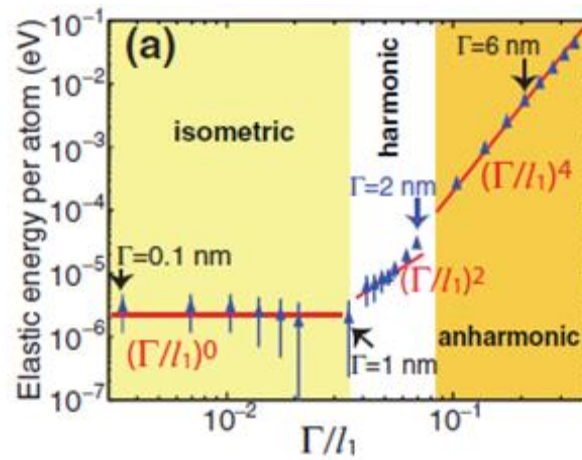 (a)
Elastic energy per atom (eV)
10⁻¹
10⁻²
10⁻³
10⁻⁴
10⁻⁵
10⁻⁶
10⁻⁷
isometric
harmonic
anharmonic
Γ=0.1 nm
Γ=1 nm
Γ=2 nm
Γ=6 nm
(Γ/l₁)⁰
(Γ/l₁)²
(Γ/l₁)⁴
10⁻²
10⁻¹
Γ/l₁